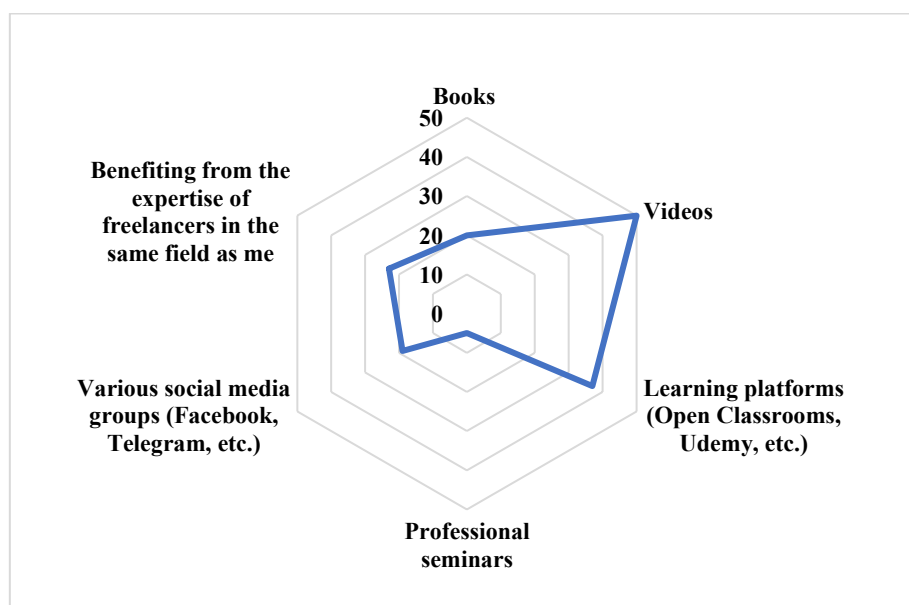 Books
50
40
30
20
10
0
Videos
Learning platforms
(Open Classrooms,
Udemy, etc.)
Professional
seminars
Various social media
groups (Facebook,
Telegram, etc.)
Benefiting from the
expertise of
freelancers in the
same field as me